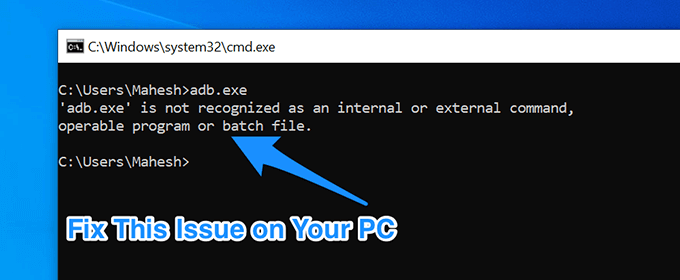 C:\Windows\system32\cmd.exe
C:\Users\Mahesh>adb.exe
'adb.exe' is not recognized as an internal or external command,
operable program or batch file.
C:\Users\Mahesh>
Fix This Issue on Your PC